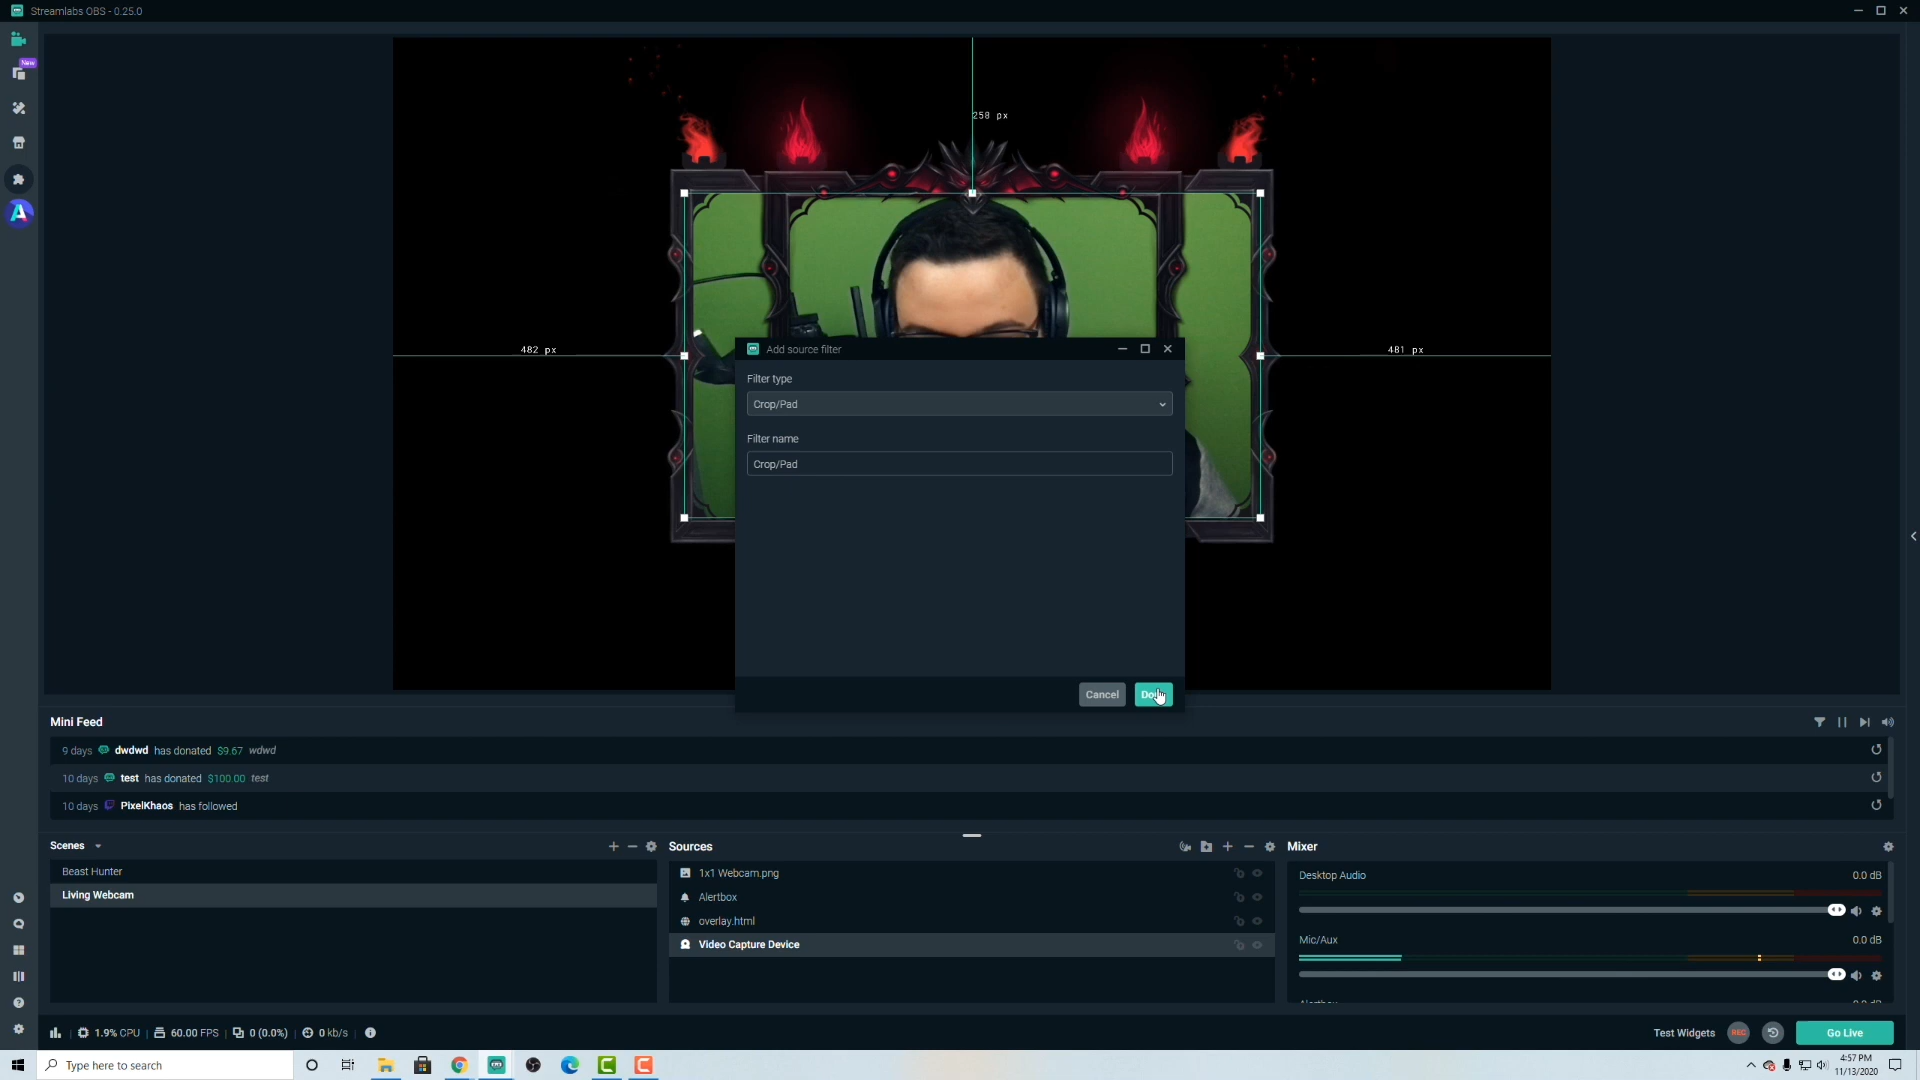 Streamlabs OBS - 0.25.0
New
258 px
482 px
481 px
Add source filter
Filter type
Crop/Pad
Filter name
Crop/Pad
Cancel
Mini Feed
9 days dwdwd has donated $9.67 wdwd
10 days test has donated $100.00 test
10 days PixelKhaos has followed
Scenes
Beast Hunter
Living Webcam
Sources
1x1 Webcam.png
Alertbox
overlay.html
Video Capture Device
Mixer
Desktop Audio 0.0 dB
Mic/Aux 0.0 dB
1.9% CPU 60.00 FPS 0 (0.0%) 0 kb/s
Test Widgets REC Go Live
Type here to search
4:57 PM
11/13/2020